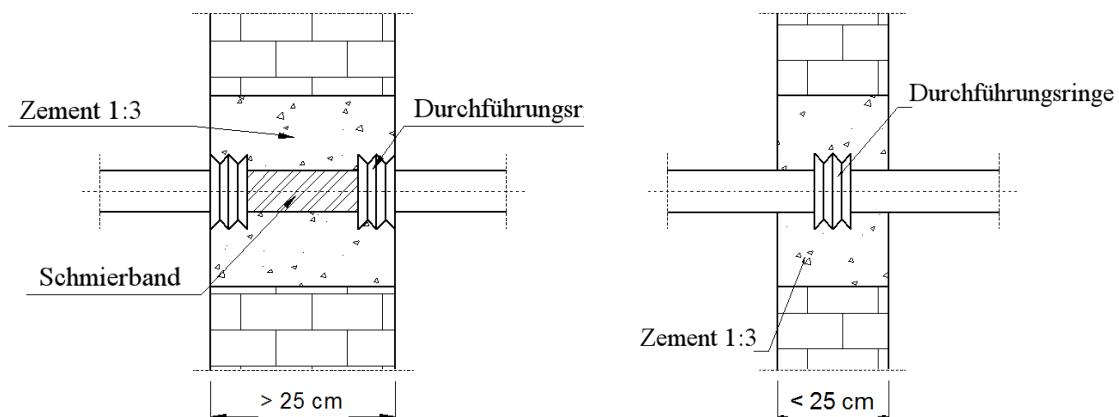 Zement 1:3
Durchführungsr
Schmierband
> 25 cm
Durchführungsringe
Zement 1:3
< 25 cm